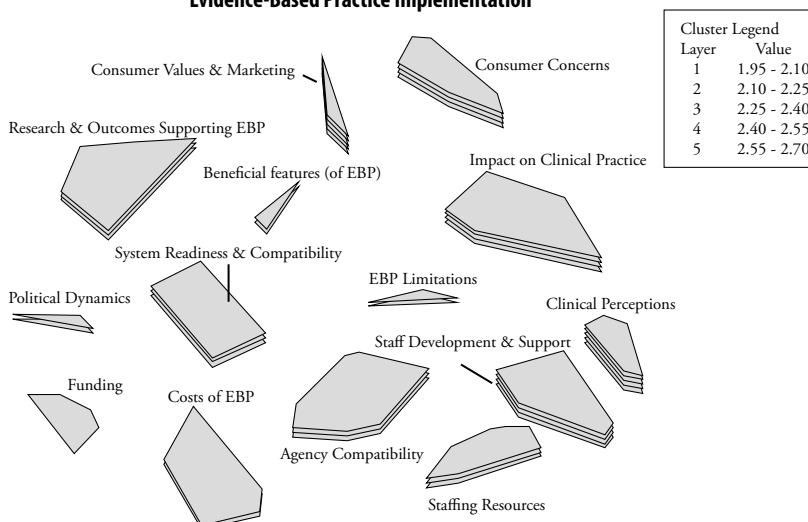 Evidence-Based Practice Implementation
Cluster Legend
Layer Value
1 1.95 - 2.10
2 2.10 - 2.25
3 2.25 - 2.40
4 2.40 - 2.55
5 2.55 - 2.70
Consumer Values & Marketing
Consumer Concerns
Research & Outcomes Supporting EBP
Beneficial features (of EBP)
Impact on Clinical Practice
System Readiness & Compatibility
EBP Limitations
Political Dynamics
Clinical Perceptions
Staff Development & Support
Funding
Costs of EBP
Agency Compatibility
Staffing Resources